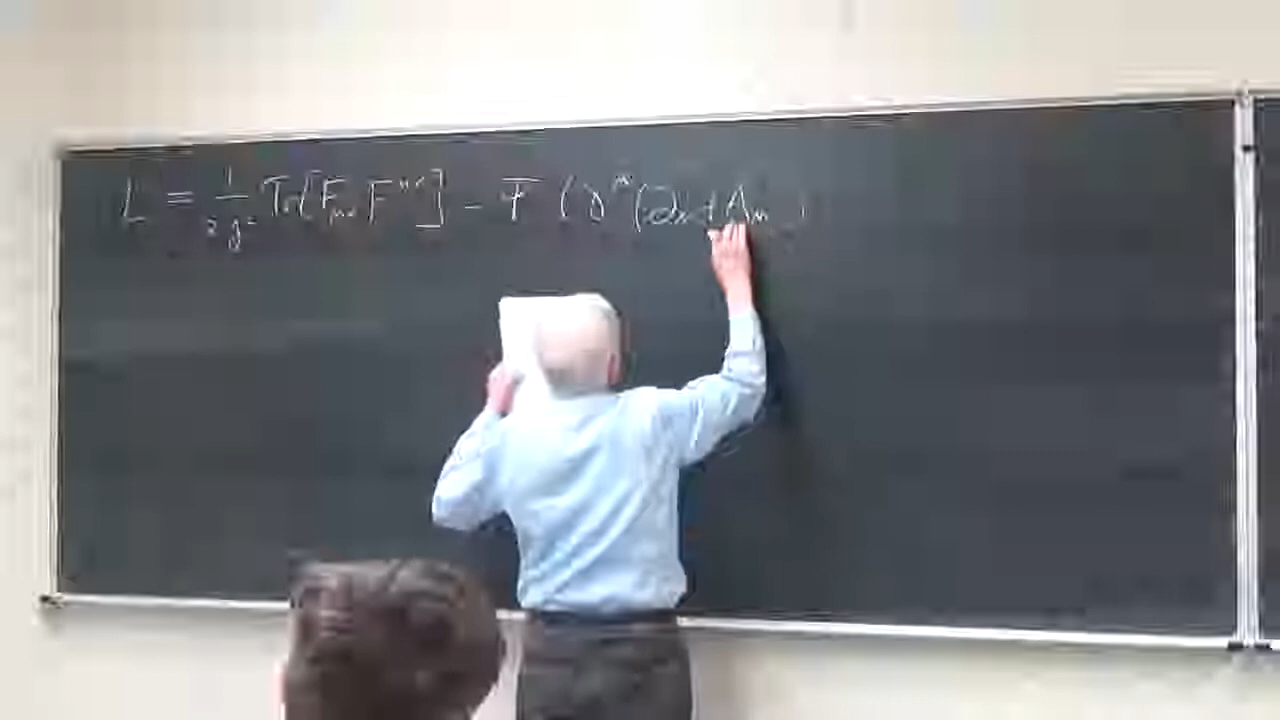 L = 1/2g² Tr[F_μν F^μν] - Ψ̄ (γ^μ(i∂_μ + A_μ)